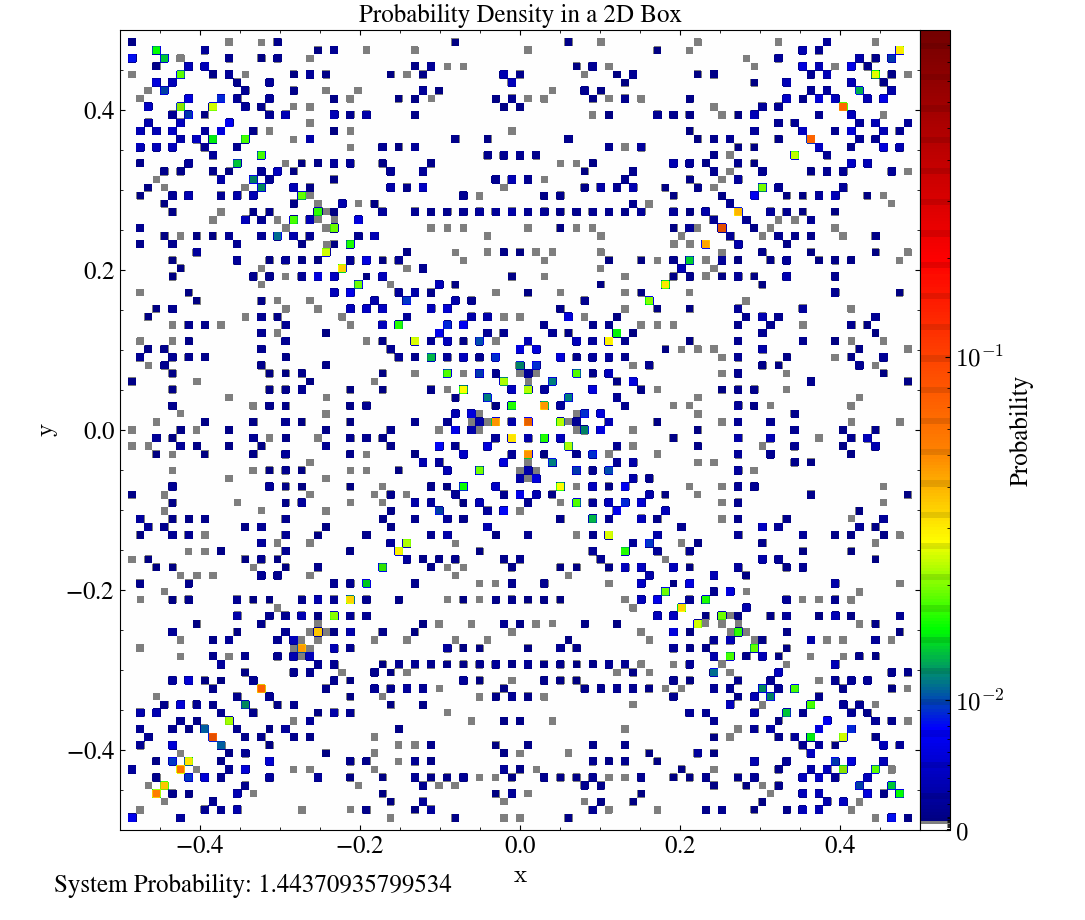 Probability Density in a 2D Box
0.4
0.2
0.0
−0.2
−0.4
y
−0.4 −0.2 0.0 0.2 0.4
x
10⁻¹
10⁻²
0
Probability
System Probability: 1.44370935799534